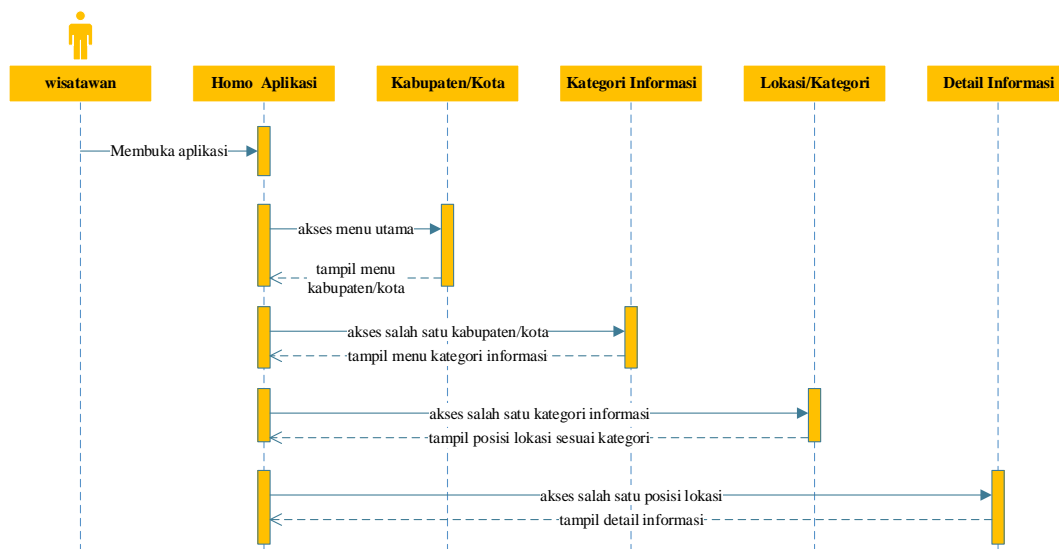 wisatawan
Homo Aplikasi
Kabupaten/Kota
Kategori Informasi
Lokasi/Kategori
Detail Informasi
Membuka aplikasi
akses menu utama
tampil menu
kabupaten/kota
akses salah satu kabupaten/kota
tampil menu kategori informasi
akses salah satu kategori informasi
tampil posisi lokasi sesuai kategori
akses salah satu posisi lokasi
tampil detail informasi